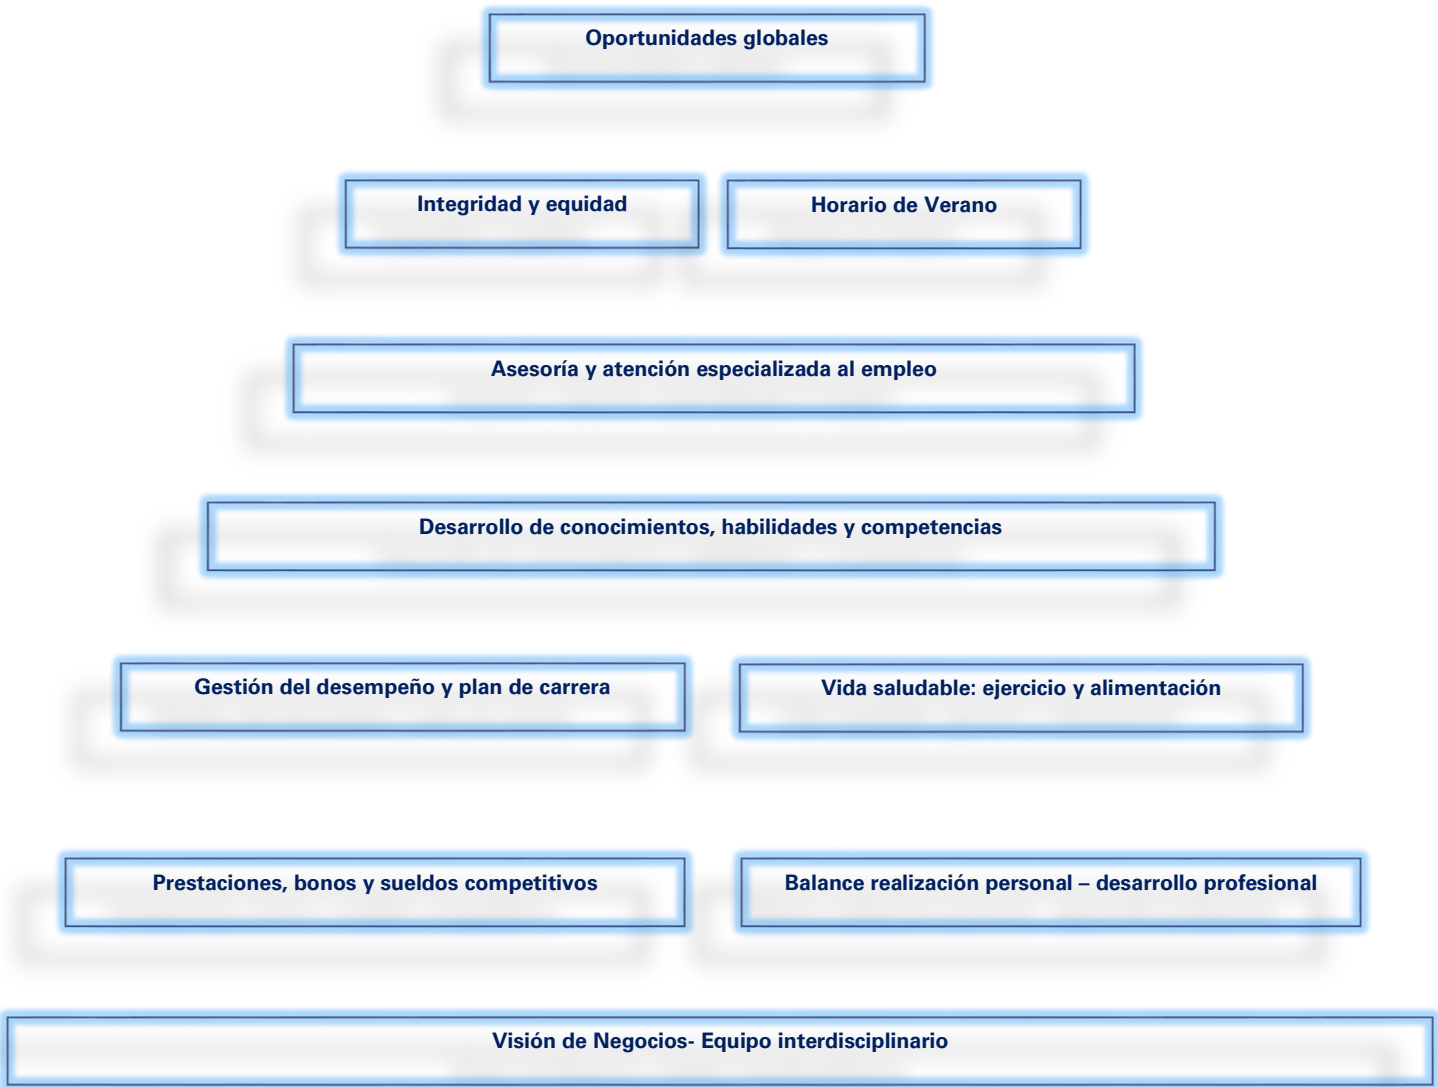 Oportunidades globales
Integridad y equidad
Horario de Verano
Asesoría y atención especializada al empleo
Desarrollo de conocimientos, habilidades y competencias
Gestión del desempeño y plan de carrera
Vida saludable: ejercicio y alimentación
Prestaciones, bonos y sueldos competitivos
Balance realización personal – desarrollo profesional
Visión de Negocios- Equipo interdisciplinario